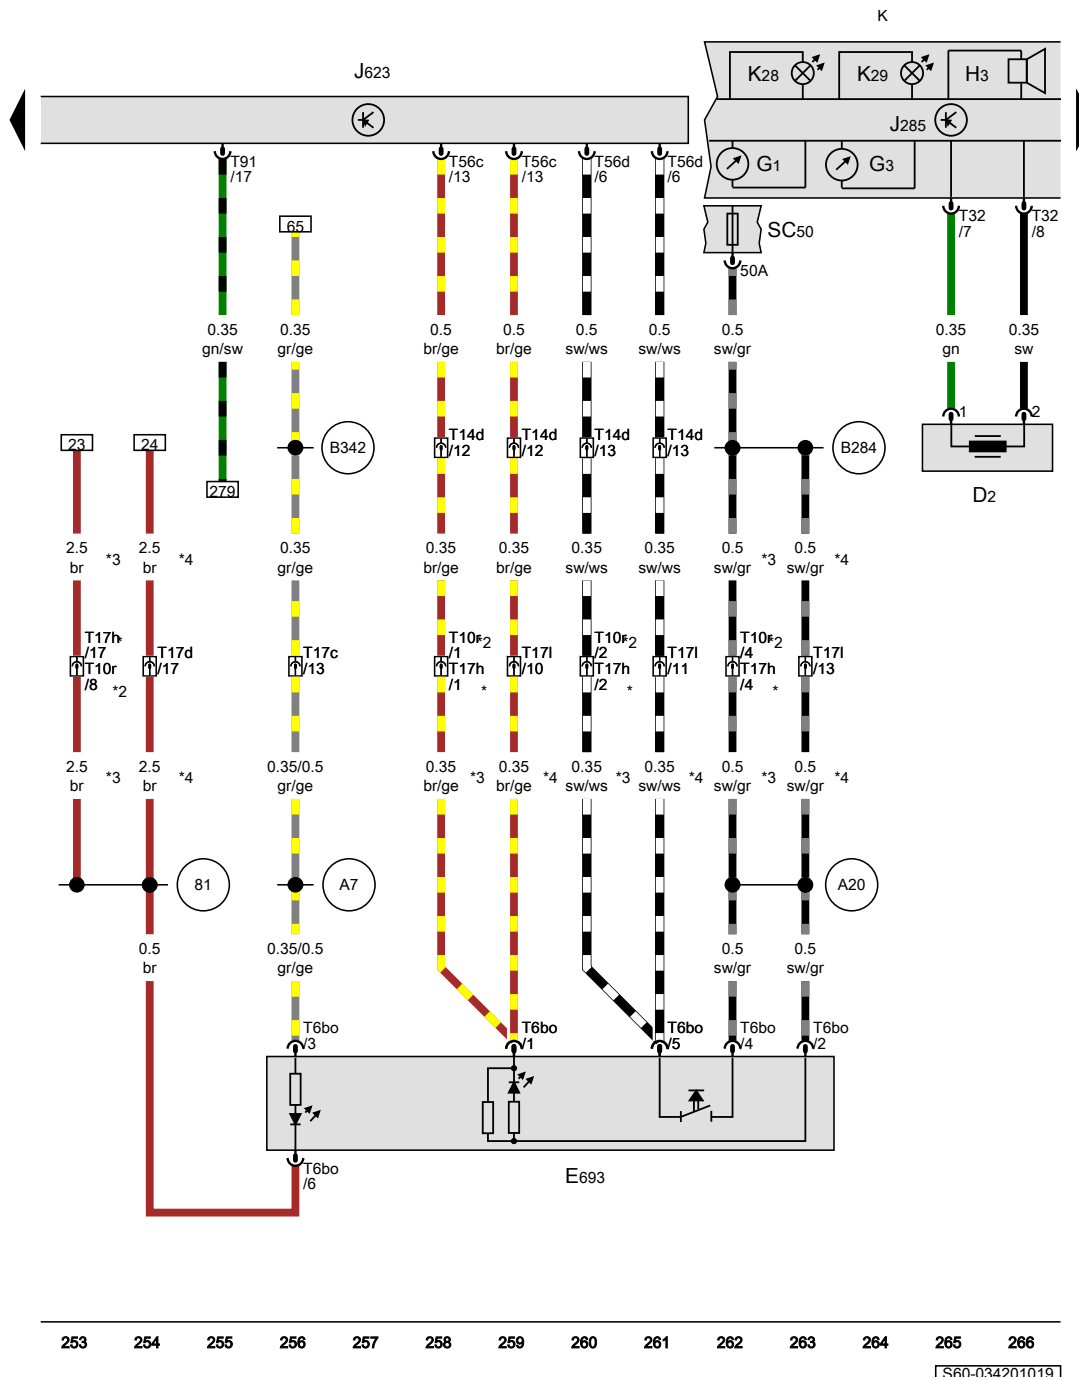 K
J623
K28
K29
H3
J285
G1
G3
T91
/17
T56c
/13
T56c
/13
T56d
/6
T56d
/6
SC50
50A
T32
/7
T32
/8
65
0.35
gn/sw
0.35
gr/ge
0.5
br/ge
0.5
br/ge
0.5
sw/ws
0.5
sw/ws
0.5
sw/gr
0.35
gn
0.35
sw
1
2
23
24
279
B342
T14d
/12
T14d
/12
T14d
/13
T14d
/13
B284
D2
2.5
br
*3
2.5
br
*4
0.35
gr/ge
0.35
br/ge
0.35
br/ge
0.35
sw/ws
0.35
sw/ws
0.5
sw/gr
*3
0.5
sw/gr
*4
T17h
*
/17
T10r
/8
*2
T17d
/17
T17c
/13
T10r
*2
/1
T17h
/1
*
T17l
/10
T10r
*2
/2
T17h
/2
*
T17l
/11
T10r
*2
/4
T17h
/4
*
T17l
/13
2.5
br
*3
2.5
br
*4
0.35/0.5
gr/ge
0.35
br/ge
*3
0.35
br/ge
*4
0.35
sw/ws
*3
0.35
sw/ws
*4
0.5
sw/gr
*3
0.5
sw/gr
*4
81
A7
A20
0.5
br
0.35/0.5
gr/ge
0.5
sw/gr
0.5
sw/gr
T6bo
/3
T6bo
/1
T6bo
/5
T6bo
/4
T6bo
/2
T6bo
/6
E693
253 254 255 256 257 258 259 260 261 262 263 264 265 266
S60-034201019